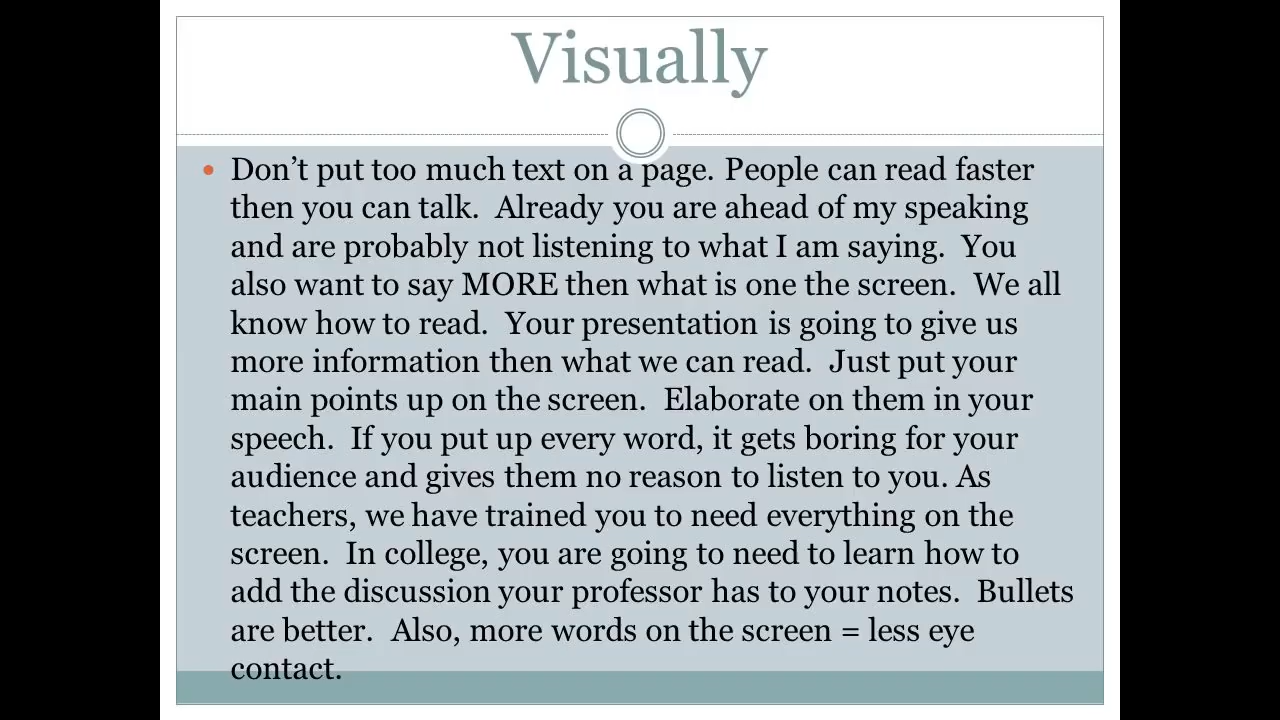 Visually
• Don't put too much text on a page. People can read faster
then you can talk.  Already you are ahead of my speaking
and are probably not listening to what I am saying.  You
also want to say MORE then what is one the screen.  We all
know how to read.  Your presentation is going to give us
more information then what we can read.  Just put your
main points up on the screen.  Elaborate on them in your
speech.  If you put up every word, it gets boring for your
audience and gives them no reason to listen to you. As
teachers, we have trained you to need everything on the
screen.  In college, you are going to need to learn how to
add the discussion your professor has to your notes.  Bullets
are better.  Also, more words on the screen = less eye
contact.